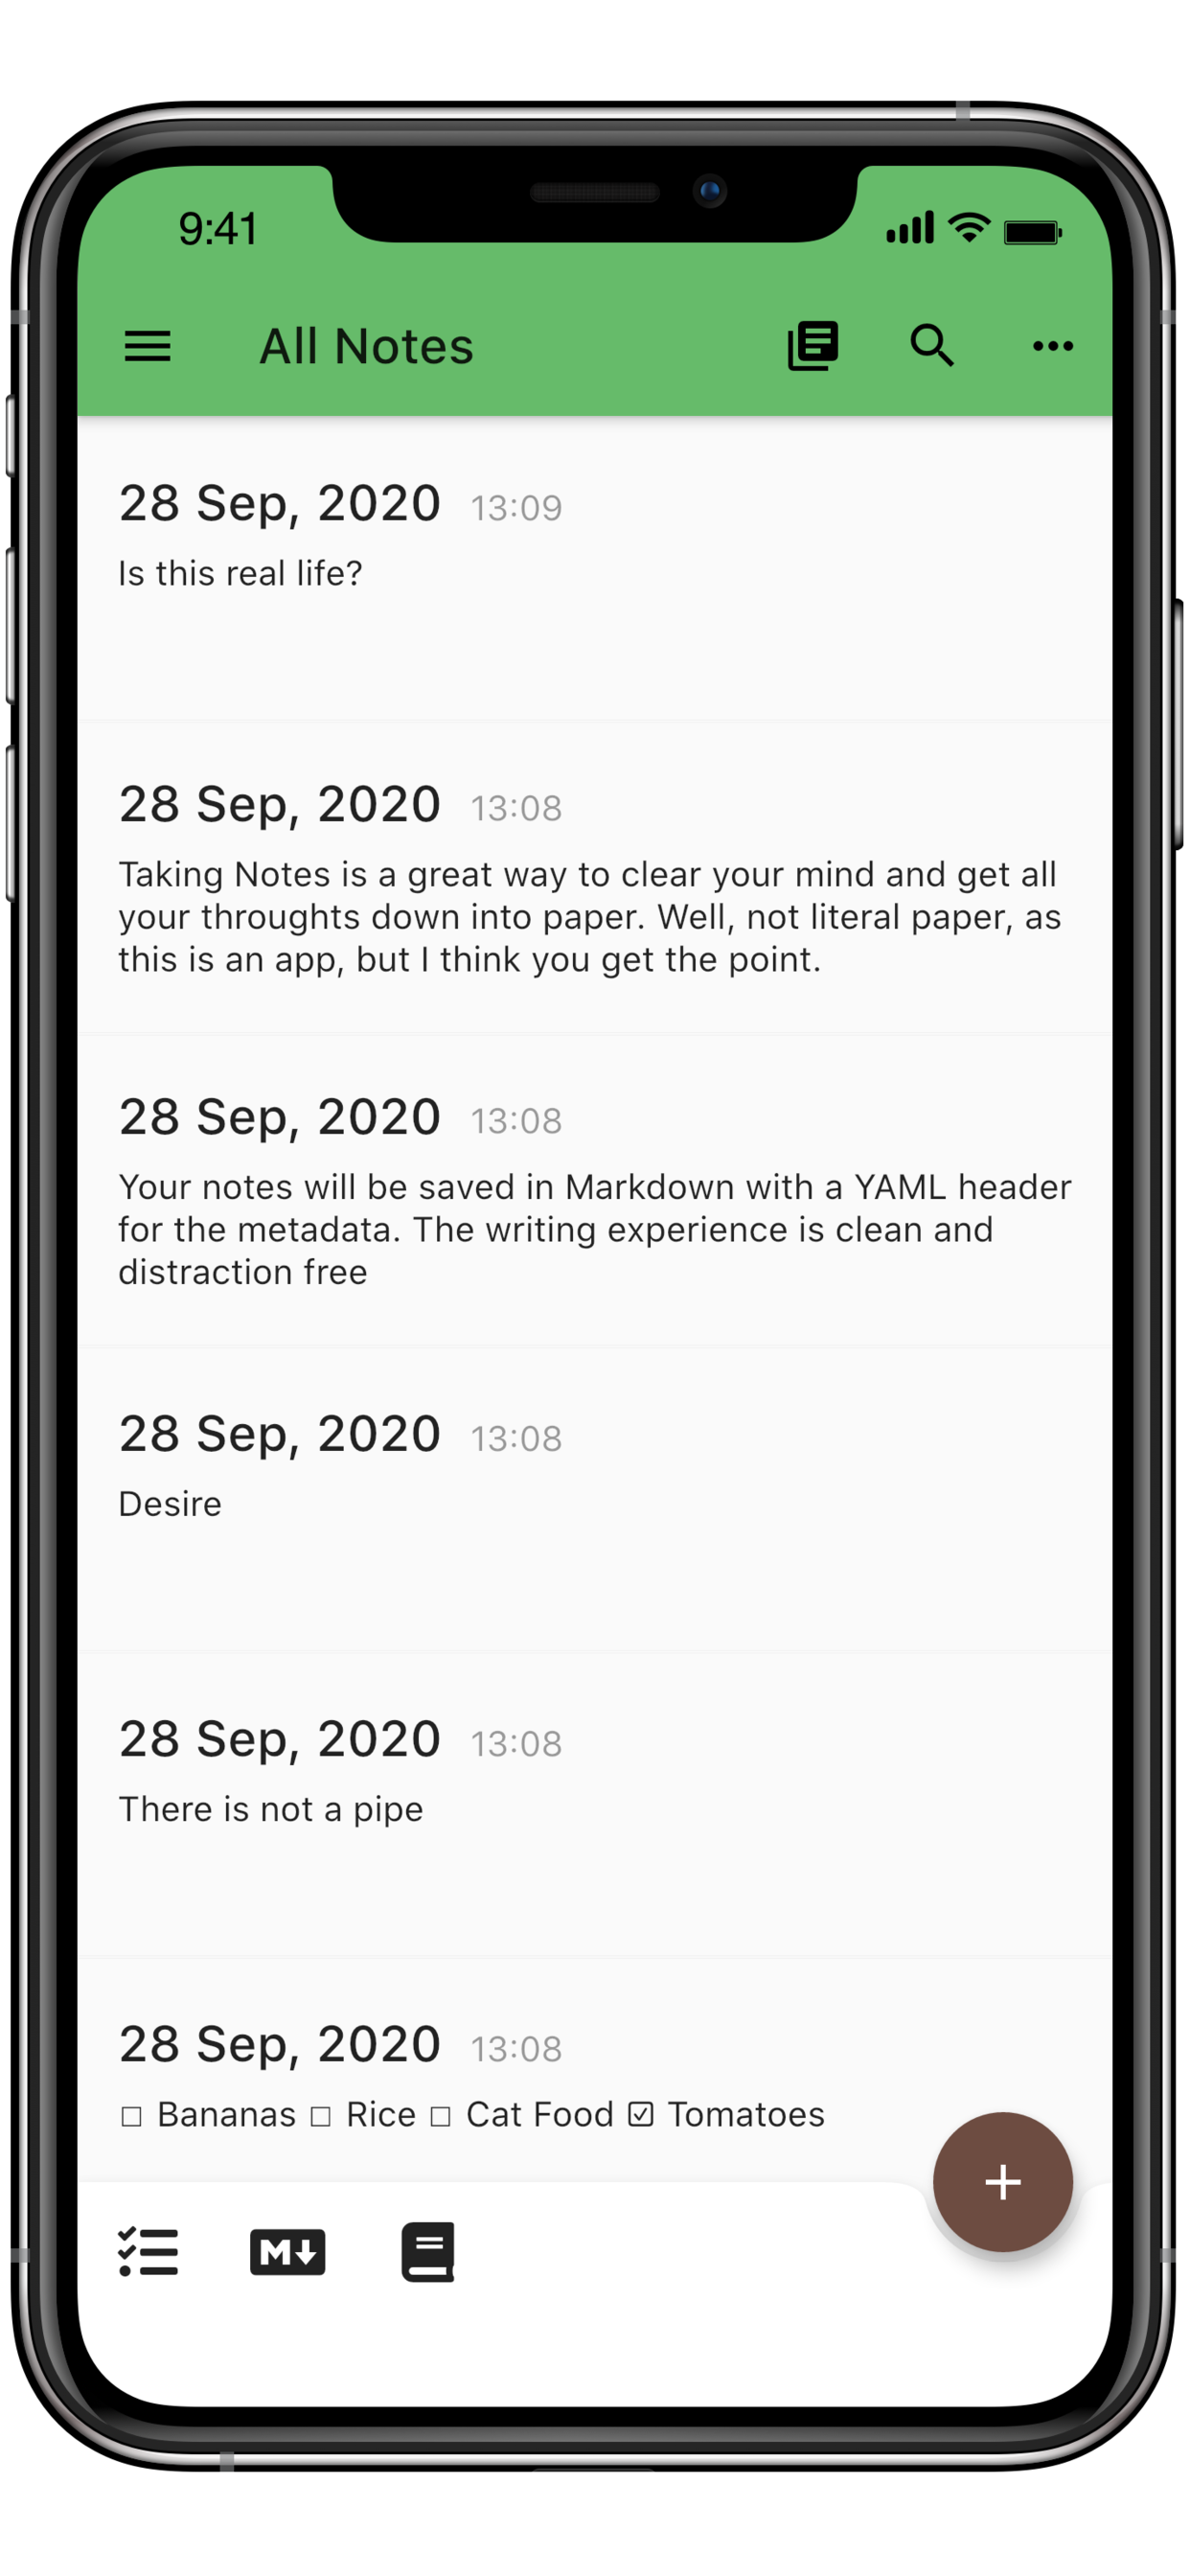 9:41
All Notes
28 Sep, 2020 13:09
Is this real life?
28 Sep, 2020 13:08
Taking Notes is a great way to clear your mind and get all
your throughts down into paper. Well, not literal paper, as
this is an app, but I think you get the point.
28 Sep, 2020 13:08
Your notes will be saved in Markdown with a YAML header
for the metadata. The writing experience is clean and
distraction free
28 Sep, 2020 13:08
Desire
28 Sep, 2020 13:08
There is not a pipe
28 Sep, 2020 13:08
☐ Bananas ☐ Rice ☐ Cat Food ☑ Tomatoes
M